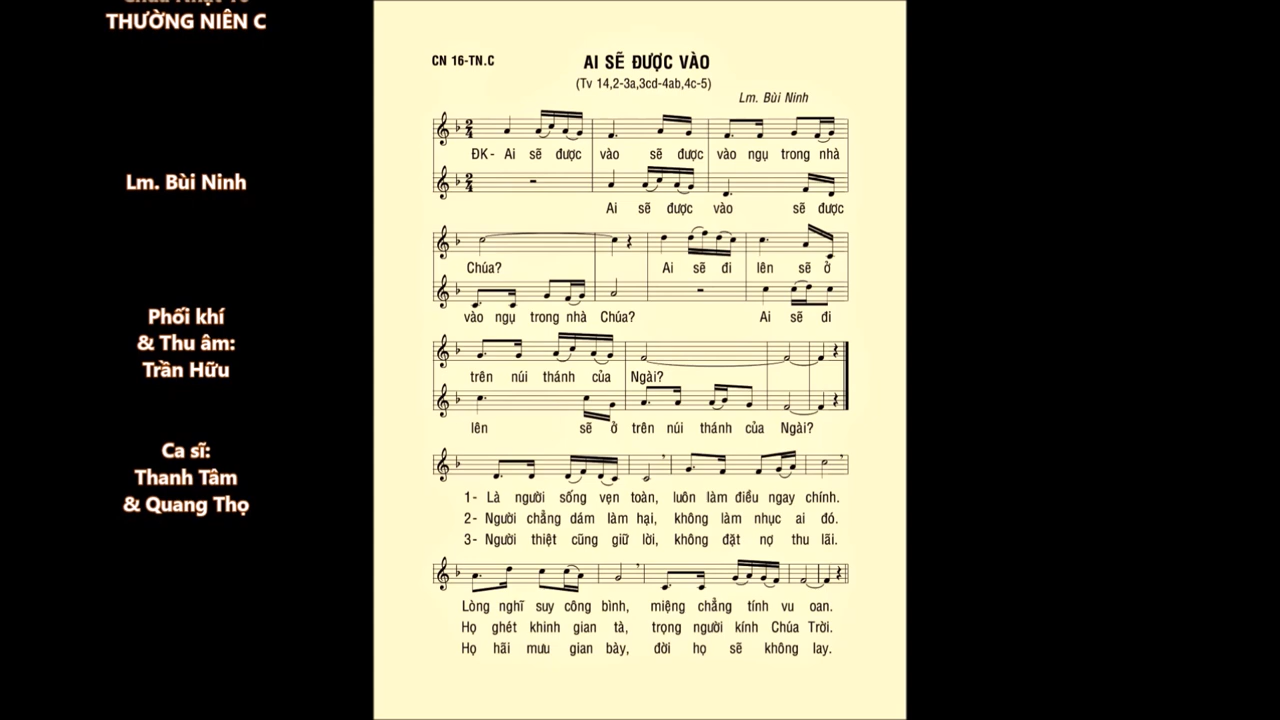 THƯỜNG NIÊN C
Lm. Bùi Ninh
Phối khí
& Thu âm:
Trần Hữu
Ca sĩ:
Thanh Tâm
& Quang Thọ
CN 16-TN.C
AI SẼ ĐƯỢC VÀO
(Tv 14,2-3a,3cd-4ab,4c-5)
Lm. Bùi Ninh
ĐK- Ai sẽ được vào sẽ được vào ngụ trong nhà
Ai sẽ được vào sẽ được
Chúa? Ai sẽ đi lên sẽ ở
vào ngụ trong nhà Chúa? Ai sẽ đi
trên núi thánh của Ngài?
lên sẽ ở trên núi thánh của Ngài?
1- Là người sống vẹn toàn, luôn làm điều ngay chính.
2- Người chẳng dám làm hại, không làm nhục ai đó.
3- Người thiệt cũng giữ lời, không đặt nợ thu lãi.
Lòng nghĩ suy công bình, miệng chẳng tính vu oan.
Họ ghét khinh gian tà, trọng người kính Chúa Trời.
Họ hãi mưu gian bày, đời họ sẽ không lay.